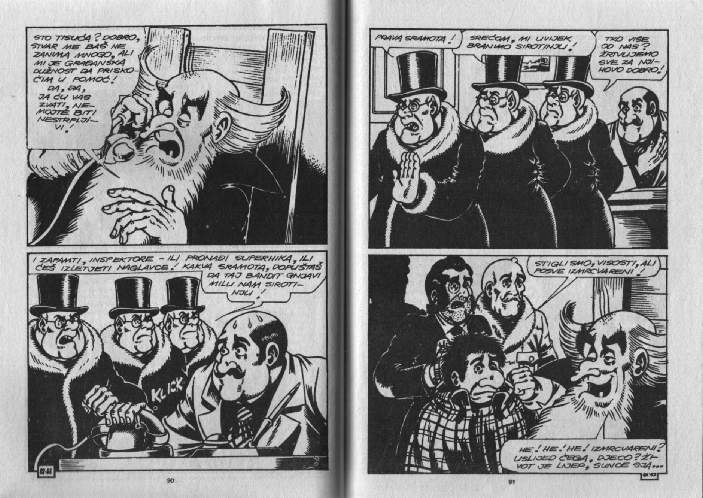 STO TISUĆA? DOBRO,
STVAR ME BAŠ NE
ZANIMA MNOGO, ALI
MI JE GRAĐANSKA
DUŽNOST DA PRISKO-
ČIM U POMOĆ!
DA, DA,
JA ĆU VAS
ZVATI, NE-
MOJTE BITI
NESTRPLJI-
VI!
I ZAPAMTI, INSPEKTORE - ILI PRONAĐI SUPERHIKA, ILI
ĆEŠ IZLETJETI NAGLAVCE! KAKVA SRAMOTA, DOPUŠTAŠ
DA TAJ BANDIT GNJAVI
MILU NAM SIROTI-
NJU!
KLICK
90
PRAVA SRAMOTA!
SREĆOM, MI UVIJEK
BRANIMO SIROTINJU!
TKO VIŠE
OD NAS?
ŽRTVUJEMO
SVE ZA NJI-
HOVO DOBRO!
STIGLI SMO, VISOSTI, ALI
POSVE IZMRCVARENI!
HE! HE! HE! IZMRCVARENI?
USLIJED ČEGA, DJECO? ŽI-
VOT JE LIJEP, SUNCE SJA...
91